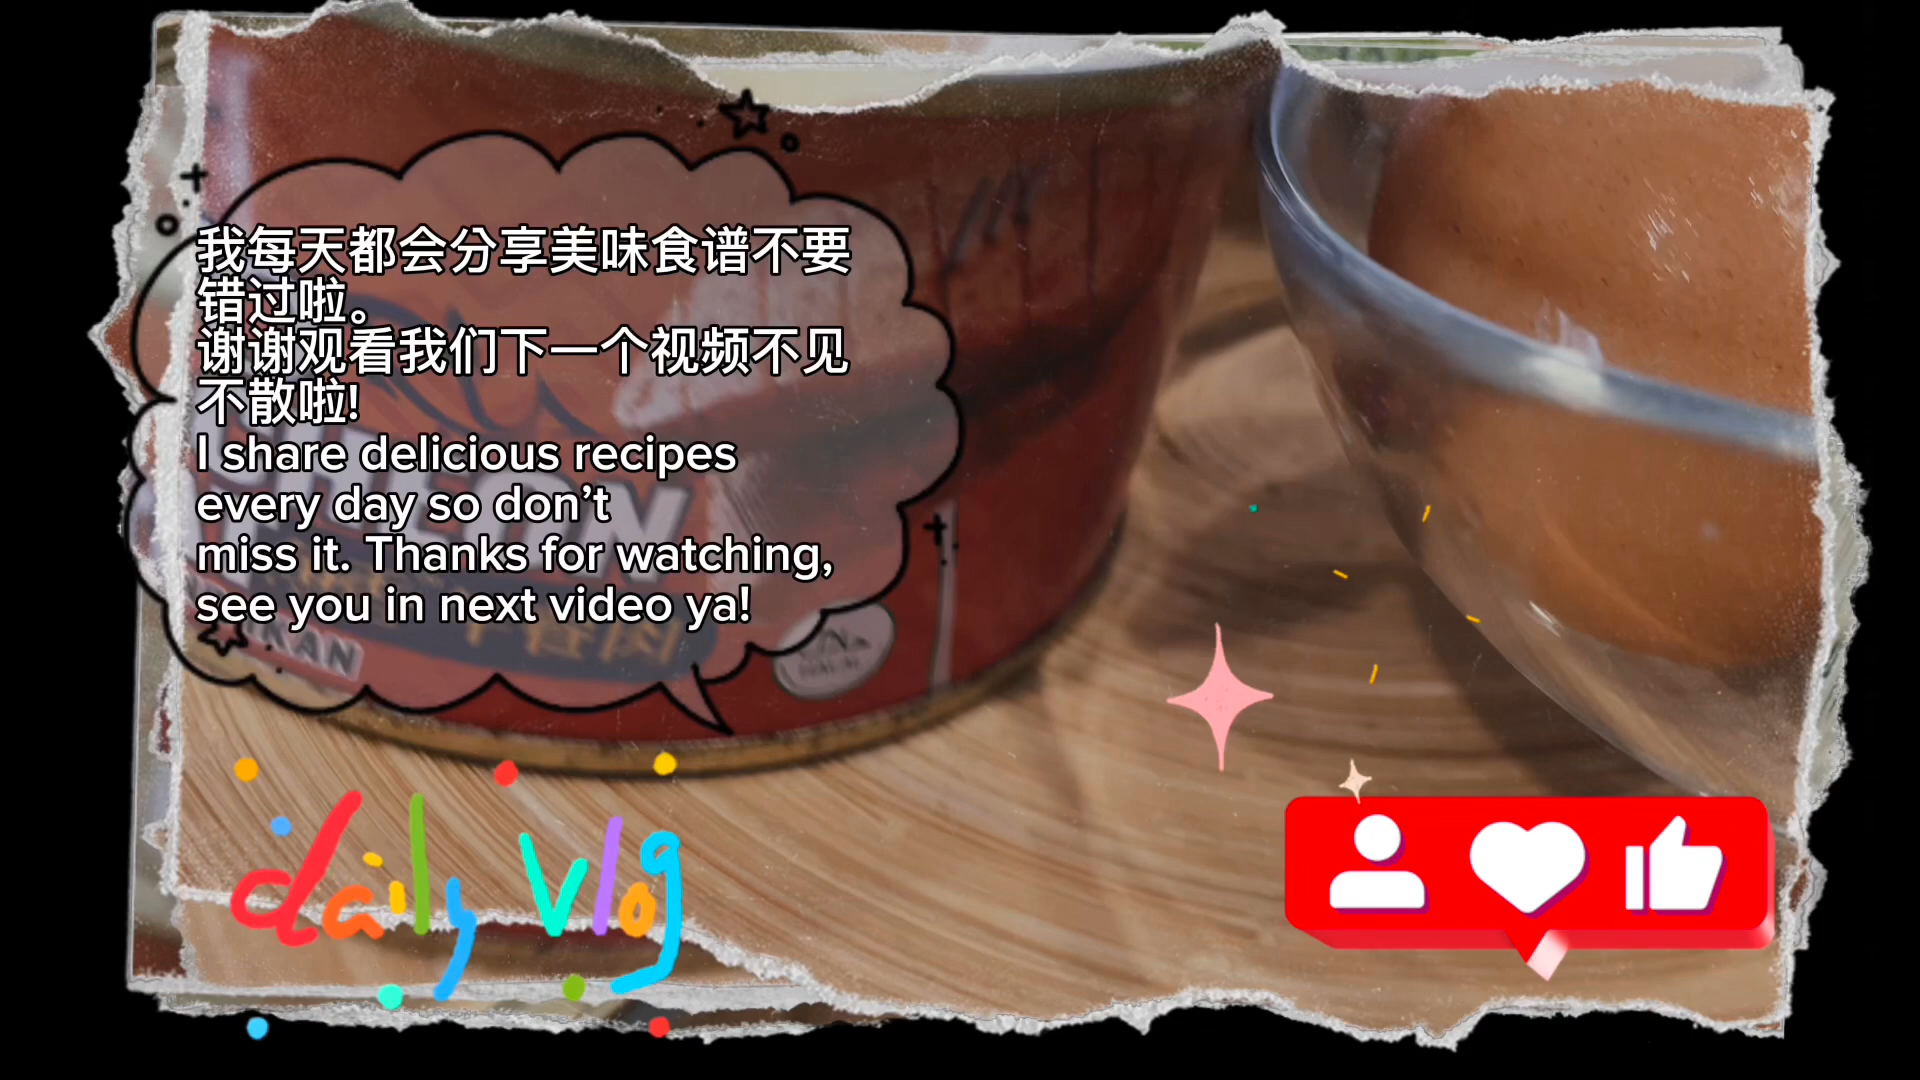 我每天都会分享美味食谱不要
错过啦。
谢谢观看我们下一个视频不见
不散啦!
I share delicious recipes
every day so don’t
miss it. Thanks for watching,
see you in next video ya!
daily vlog